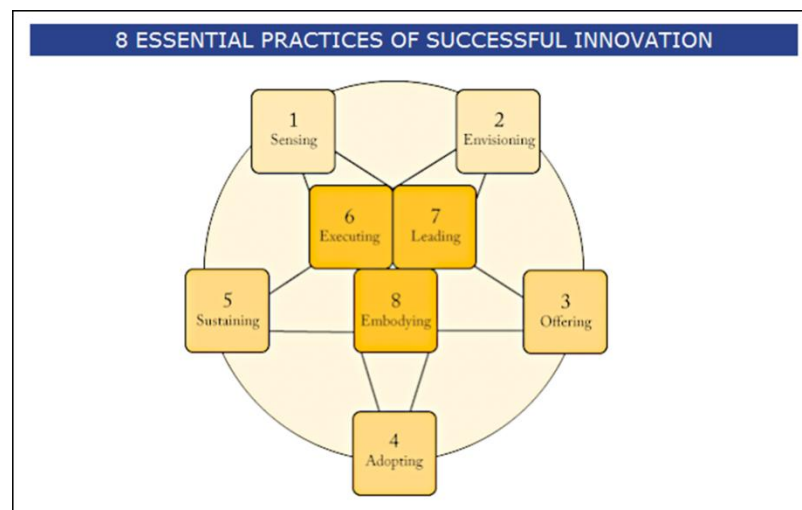 8 ESSENTIAL PRACTICES OF SUCCESSFUL INNOVATION
1
Sensing
2
Envisioning
6
Executing
7
Leading
5
Sustaining
8
Embodying
3
Offering
4
Adopting